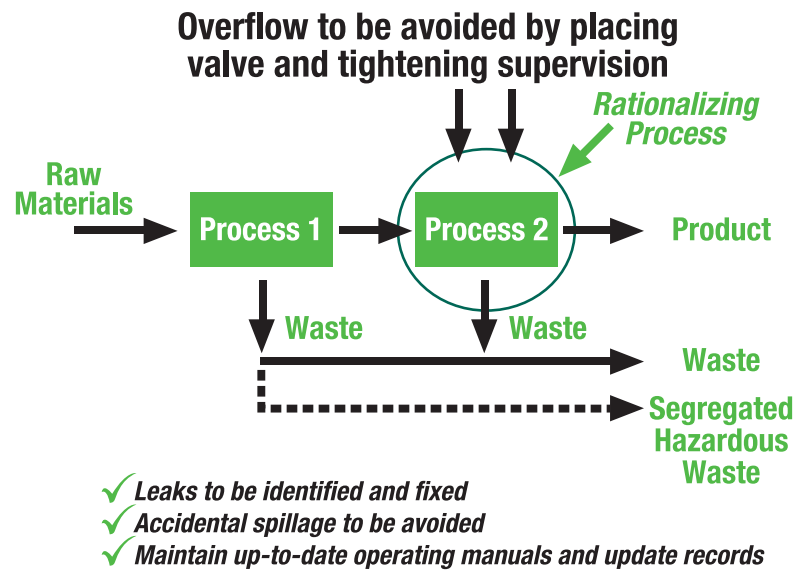 Overflow to be avoided by placing
valve and tightening supervision
Rationalizing
Process
Raw
Materials
Process 1
Process 2
Product
Waste
Waste
Waste
Segregated
Hazardous
Waste
Leaks to be identified and fixed
Accidental spillage to be avoided
Maintain up-to-date operating manuals and update records